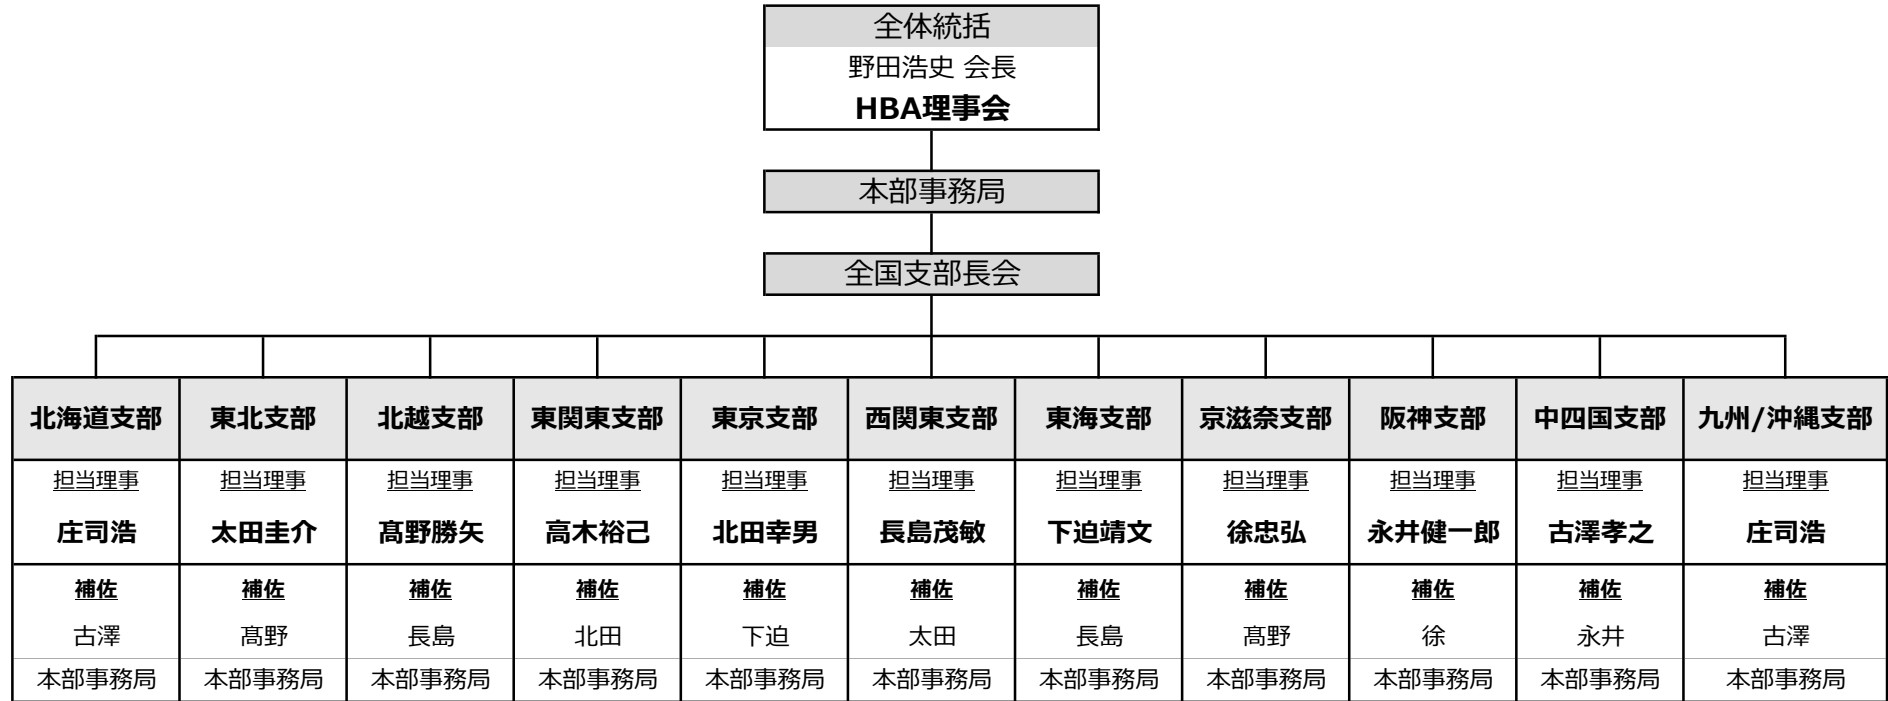 全体統括
野田浩史 会長
HBA理事会
本部事務局
全国支部長会
北海道支部 東北支部 北越支部 東関東支部 東京支部 西関東支部 東海支部 京滋奈支部 阪神支部 中四国支部 九州/沖縄支部
担当理事 担当理事 担当理事 担当理事 担当理事 担当理事 担当理事 担当理事 担当理事 担当理事 担当理事
庄司浩 太田圭介 髙野勝矢 高木裕己 北田幸男 長島茂敏 下迫靖文 徐忠弘 永井健一郎 古澤孝之 庄司浩
補佐 補佐 補佐 補佐 補佐 補佐 補佐 補佐 補佐 補佐 補佐
古澤 髙野 長島 北田 下迫 太田 長島 髙野 徐 永井 古澤
本部事務局 本部事務局 本部事務局 本部事務局 本部事務局 本部事務局 本部事務局 本部事務局 本部事務局 本部事務局 本部事務局